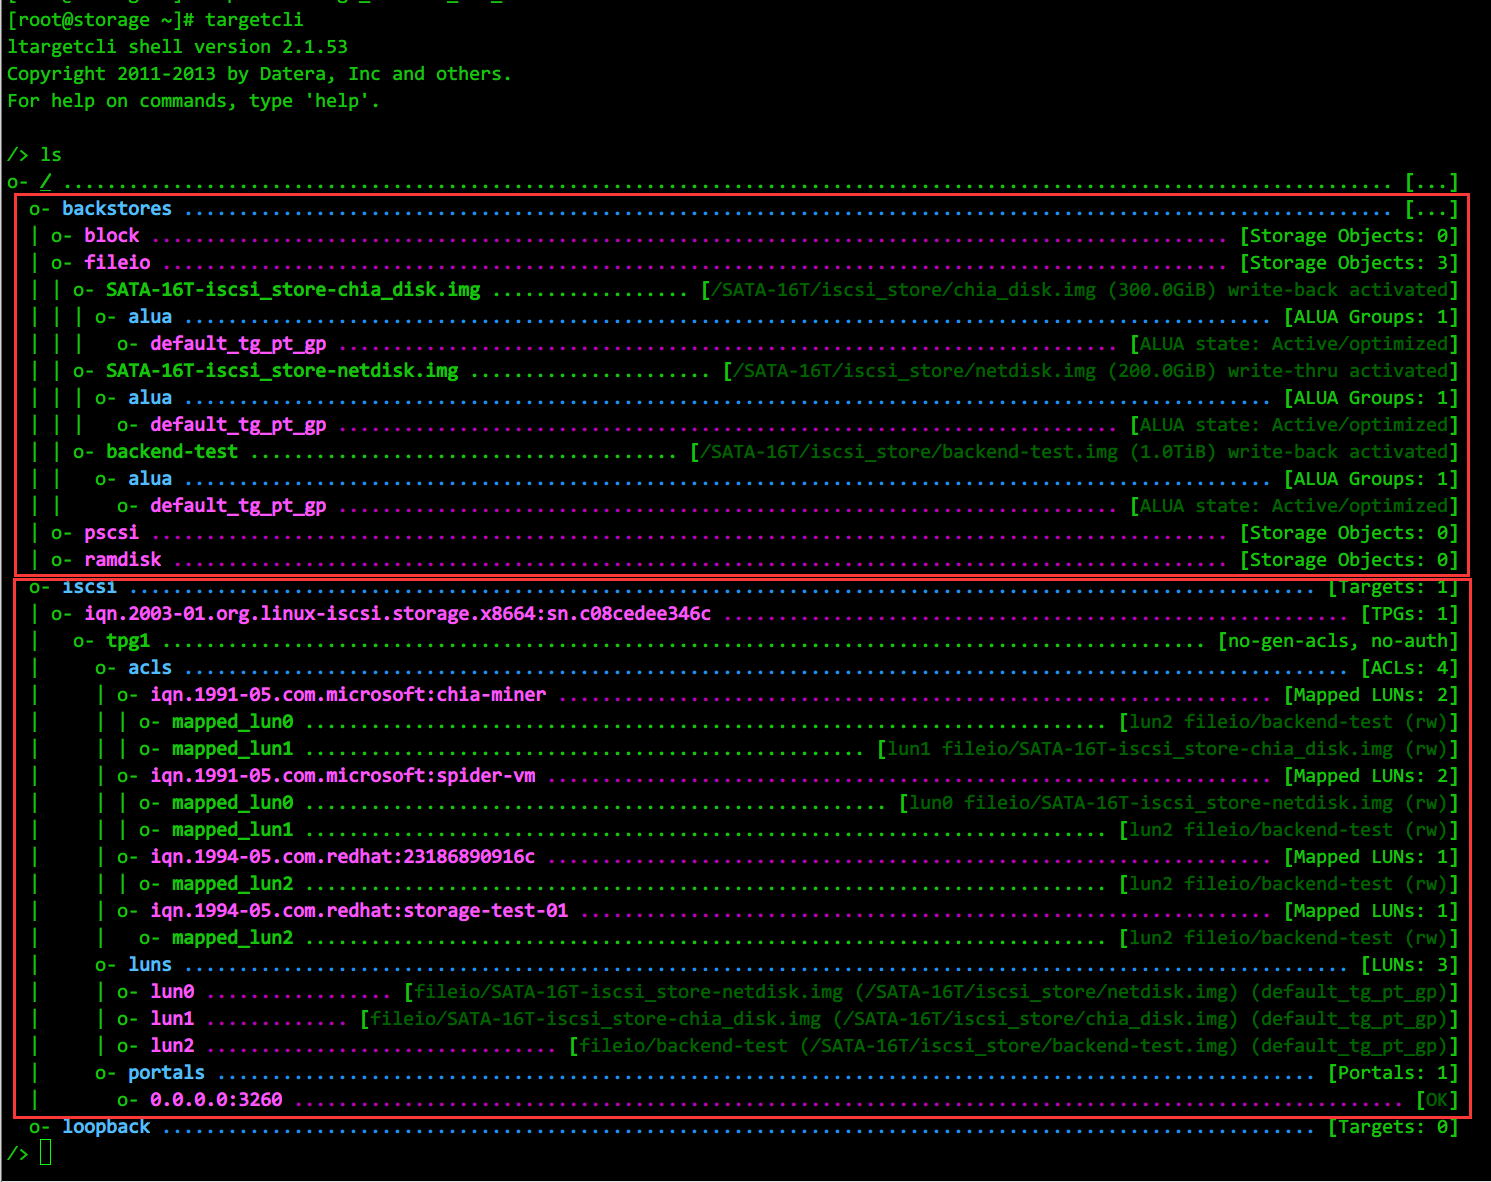 [root@storage ~]# targetcli
ltargetcli shell version 2.1.53
Copyright 2011-2013 by Datera, Inc and others.
For help on commands, type 'help'.

/> ls
o- / ......................................................................................................................... [...]
  o- backstores .............................................................................................................. [...]
  | o- block .................................................................................................. [Storage Objects: 0]
  | o- fileio ................................................................................................. [Storage Objects: 3]
  | | o- SATA-16T-iscsi_store-chia_disk.img .................. [/SATA-16T/iscsi_store/chia_disk.img (300.0GiB) write-back activated]
  | | | o- alua ................................................................................................... [ALUA Groups: 1]
  | | |   o- default_tg_pt_gp ....................................................................... [ALUA state: Active/optimized]
  | | o- SATA-16T-iscsi_store-netdisk.img ...................... [/SATA-16T/iscsi_store/netdisk.img (200.0GiB) write-thru activated]
  | | | o- alua ................................................................................................... [ALUA Groups: 1]
  | | |   o- default_tg_pt_gp ....................................................................... [ALUA state: Active/optimized]
  | | o- backend-test ....................................... [/SATA-16T/iscsi_store/backend-test.img (1.0TiB) write-back activated]
  | |   o- alua ................................................................................................... [ALUA Groups: 1]
  | |     o- default_tg_pt_gp ....................................................................... [ALUA state: Active/optimized]
  | o- pscsi .................................................................................................. [Storage Objects: 0]
  | o- ramdisk ................................................................................................ [Storage Objects: 0]
  o- iscsi ............................................................................................................ [Targets: 1]
  | o- iqn.2003-01.org.linux-iscsi.storage.x8664:sn.c08cedee346c ......................................................... [TPGs: 1]
  |   o- tpg1 ............................................................................................... [no-gen-acls, no-auth]
  |     o- acls .......................................................................................................... [ACLs: 4]
  |     | o- iqn.1991-05.com.microsoft:chia-miner ................................................................. [Mapped LUNs: 2]
  |     | | o- mapped_lun0 ......................................................................... [lun2 fileio/backend-test (rw)]
  |     | | o- mapped_lun1 ................................................... [lun1 fileio/SATA-16T-iscsi_store-chia_disk.img (rw)]
  |     | o- iqn.1991-05.com.microsoft:spider-vm .................................................................. [Mapped LUNs: 2]
  |     | | o- mapped_lun0 ..................................................... [lun0 fileio/SATA-16T-iscsi_store-netdisk.img (rw)]
  |     | | o- mapped_lun1 ......................................................................... [lun2 fileio/backend-test (rw)]
  |     | o- iqn.1994-05.com.redhat:23186890916c .................................................................. [Mapped LUNs: 1]
  |     | | o- mapped_lun2 ......................................................................... [lun2 fileio/backend-test (rw)]
  |     | o- iqn.1994-05.com.redhat:storage-test-01 ............................................................... [Mapped LUNs: 1]
  |     |   o- mapped_lun2 ......................................................................... [lun2 fileio/backend-test (rw)]
  |     o- luns .......................................................................................................... [LUNs: 3]
  |     | o- lun0 ................. [fileio/SATA-16T-iscsi_store-netdisk.img (/SATA-16T/iscsi_store/netdisk.img) (default_tg_pt_gp)]
  |     | o- lun1 ............. [fileio/SATA-16T-iscsi_store-chia_disk.img (/SATA-16T/iscsi_store/chia_disk.img) (default_tg_pt_gp)]
  |     | o- lun2 ................................ [fileio/backend-test (/SATA-16T/iscsi_store/backend-test.img) (default_tg_pt_gp)]
  |     o- portals .................................................................................................... [Portals: 1]
  |       o- 0.0.0.0:3260 ..................................................................................................... [OK]
  o- loopback ......................................................................................................... [Targets: 0]
/>